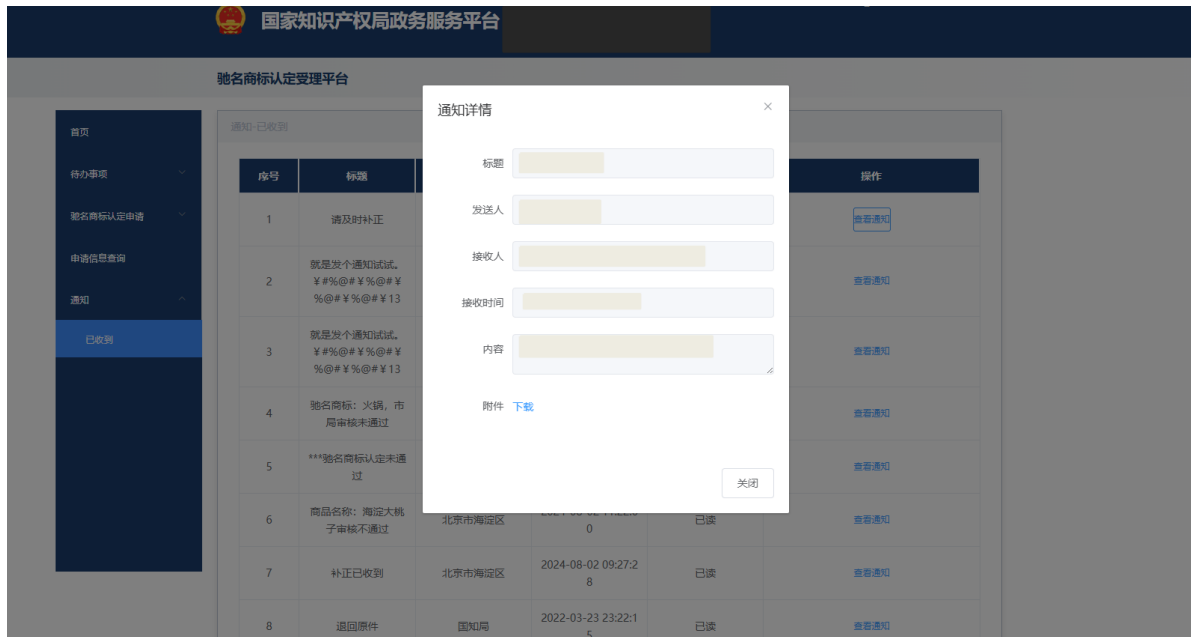 国家知识产权局政务服务平台
驰名商标认定受理平台
首页
待办事项
驰名商标认定申请
申请信息查询
通知
已收到
通知-已收到
序号
标题
操作
1
请及时补正
查看通知
2
就是发个通知试试。
￥#%@#￥%@#￥
%@#￥%@#￥13
查看通知
3
就是发个通知试试。
￥#%@#￥%@#￥
%@#￥%@#￥13
查看通知
4
驰名商标：火锅，市
局审核未通过
查看通知
5
***驰名商标认定未通
过
查看通知
6
商品名称：海淀大桃
子审核不通过
北京市海淀区
0
已读
查看通知
7
补正已收到
北京市海淀区
2024-08-02 09:27:2
8
已读
查看通知
8
退回原件
国知局
2022-03-23 23:22:1
5
已读
查看通知
通知详情
×
标题
发送人
接收人
接收时间
内容
附件 下载
关闭